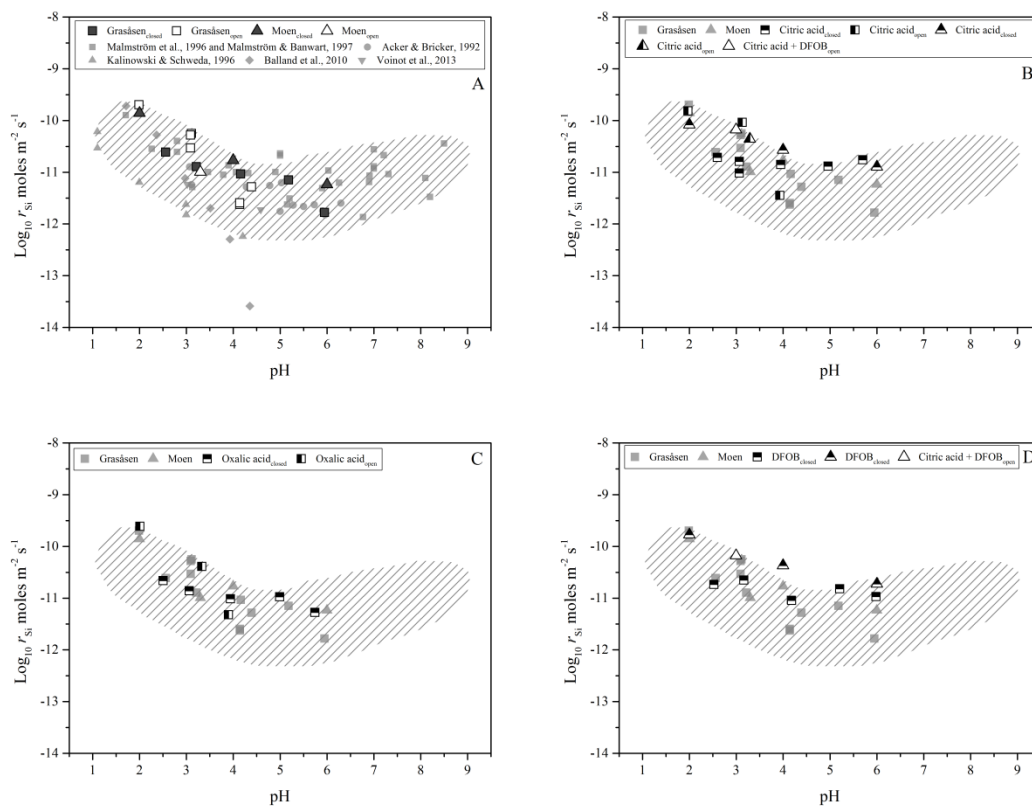 Grasåsen closed Grasåsen open Moen closed Moen open
Malmström et al., 1996 and Malmström & Banwart, 1997 Acker & Bricker, 1992
Kalinowski & Schweda, 1996 Balland et al., 2010 Voinot et al., 2013
A
-8
-9
-10
-11
-12
-13
-14
Log10 rSi moles m-2 s-1
1 2 3 4 5 6 7 8 9
pH
Grasåsen Moen Citric acid closed Citric acid open Citric acid closed
Citric acid open Citric acid + DFOB open
B
-8
-9
-10
-11
-12
-13
-14
Log10 rSi moles m-2 s-1
1 2 3 4 5 6 7 8 9
pH
Grasåsen Moen Oxalic acid closed Oxalic acid open
C
-8
-9
-10
-11
-12
-13
-14
Log10 rSi moles m-2 s-1
1 2 3 4 5 6 7 8 9
pH
Grasåsen Moen DFOB closed DFOB closed Citric acid + DFOB open
D
-8
-9
-10
-11
-12
-13
-14
Log10 rSi moles m-2 s-1
1 2 3 4 5 6 7 8 9
pH